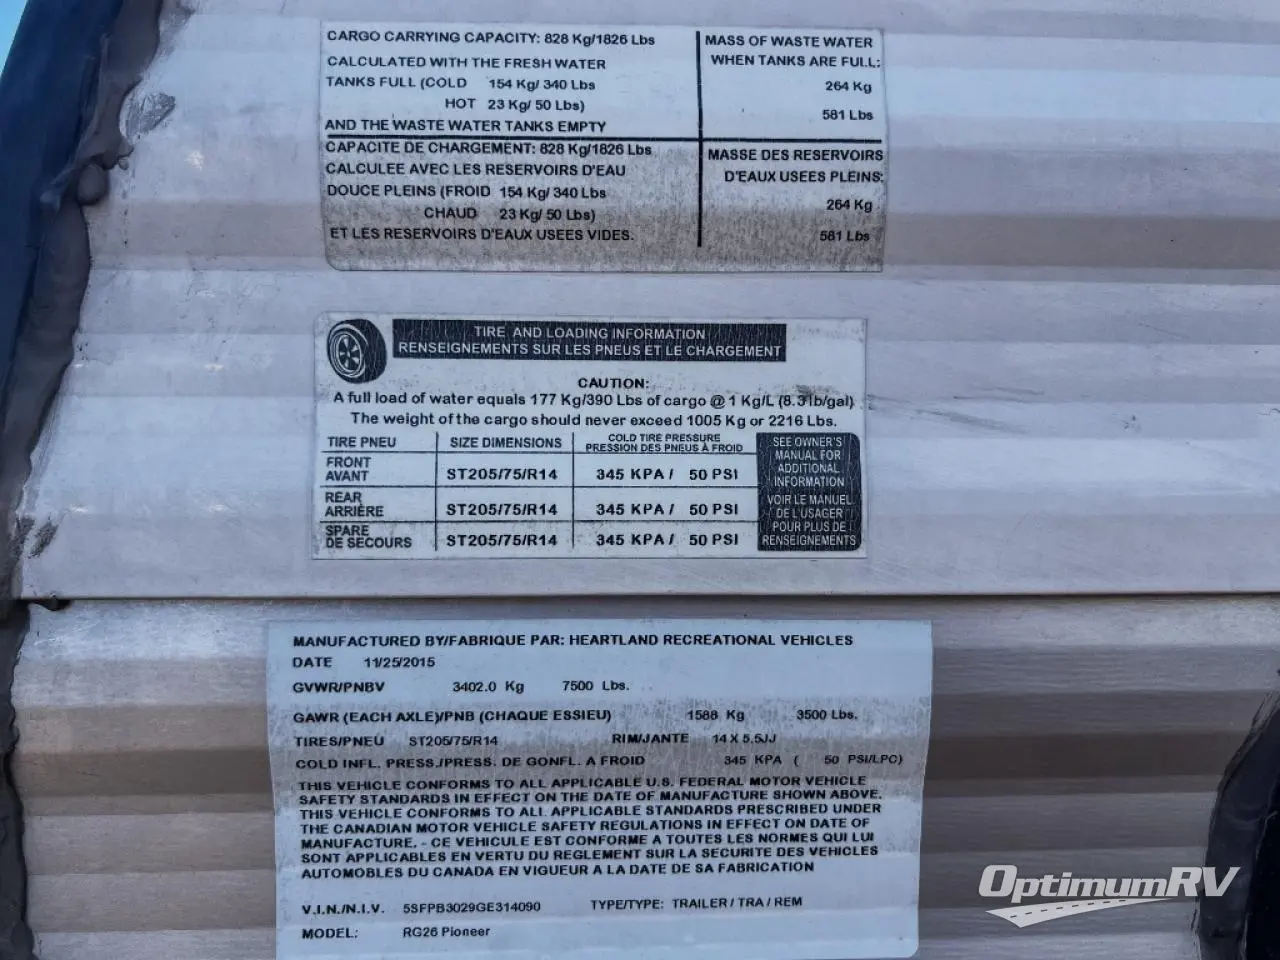 CARGO CARRYING CAPACITY: 828 Kg/1826 Lbs
CALCULATED WITH THE FRESH WATER
TANKS FULL (COLD 154 Kg/ 340 Lbs
HOT 23 Kg/ 50 Lbs)
AND THE WASTE WATER TANKS EMPTY
MASS OF WASTE WATER
WHEN TANKS ARE FULL:
264 Kg
581 Lbs
CAPACITE DE CHARGEMENT: 828 Kg/1826 Lbs
CALCULEE AVEC LES RESERVOIRS D'EAU
DOUCE PLEINS (FROID 154 Kg/ 340 Lbs
CHAUD 23 Kg/ 50 Lbs)
ET LES RESERVOIRS D'EAUX USEES VIDES.
MASSE DES RESERVOIRS
D'EAUX USEES PLEINS:
264 Kg
581 Lbs
TIRE AND LOADING INFORMATION
RENSEIGNEMENTS SUR LES PNEUS ET LE CHARGEMENT
CAUTION:
A full load of water equals 177 Kg/390 Lbs of cargo @ 1 Kg/L (8.3 lb/gal)
The weight of the cargo should never exceed 1005 Kg or 2216 Lbs.
TIRE PNEU SIZE DIMENSIONS COLD TIRE PRESSURE
PRESSION DES PNEUS À FROID
FRONT
AVANT ST205/75/R14 345 KPA / 50 PSI
REAR
ARRIÈRE ST205/75/R14 345 KPA / 50 PSI
SPARE
DE SECOURS ST205/75/R14 345 KPA / 50 PSI
SEE OWNER'S
MANUAL FOR
ADDITIONAL
INFORMATION
VOIR LE MANUEL
DE L'USAGER
POUR PLUS DE
RENSEIGNEMENTS
MANUFACTURED BY/FABRIQUE PAR: HEARTLAND RECREATIONAL VEHICLES
DATE 11/25/2015
GVWR/PNBV 3402.0 Kg 7500 Lbs.
GAWR (EACH AXLE)/PNB (CHAQUE ESSIEU) 1588 Kg 3500 Lbs.
TIRES/PNEU ST205/75/R14 RIM/JANTE 14 X 5.5JJ
COLD INFL. PRESS./PRESS. DE GONFL. A FROID 345 KPA ( 50 PSI/LPC)
THIS VEHICLE CONFORMS TO ALL APPLICABLE U.S. FEDERAL MOTOR VEHICLE
SAFETY STANDARDS IN EFFECT ON THE DATE OF MANUFACTURE SHOWN ABOVE.
THIS VEHICLE CONFORMS TO ALL APPLICABLE STANDARDS PRESCRIBED UNDER
THE CANADIAN MOTOR VEHICLE SAFETY REGULATIONS IN EFFECT ON DATE OF
MANUFACTURE. - CE VEHICULE EST CONFORME A TOUTES LES NORMES QUI LUI
SONT APPLICABLES EN VERTU DU REGLEMENT SUR LA SECURITE DES VEHICLES
AUTOMOBLES DU CANADA EN VIGUEUR A LA DATE DE SA FABRICATION
V.I.N./N.I.V. 5SFPB3029GE314090 TYPE/TYPE: TRAILER / TRA / REM
MODEL: RG26 Pioneer
OptimumRV